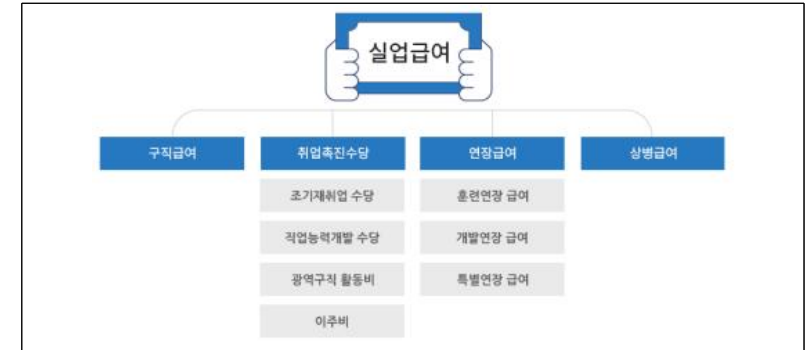 실업급여
구직급여
취업촉진수당
연장급여
상병급여
조기재취업 수당
훈련연장 급여
직업능력개발 수당
개발연장 급여
광역구직 활동비
특별연장 급여
이주비